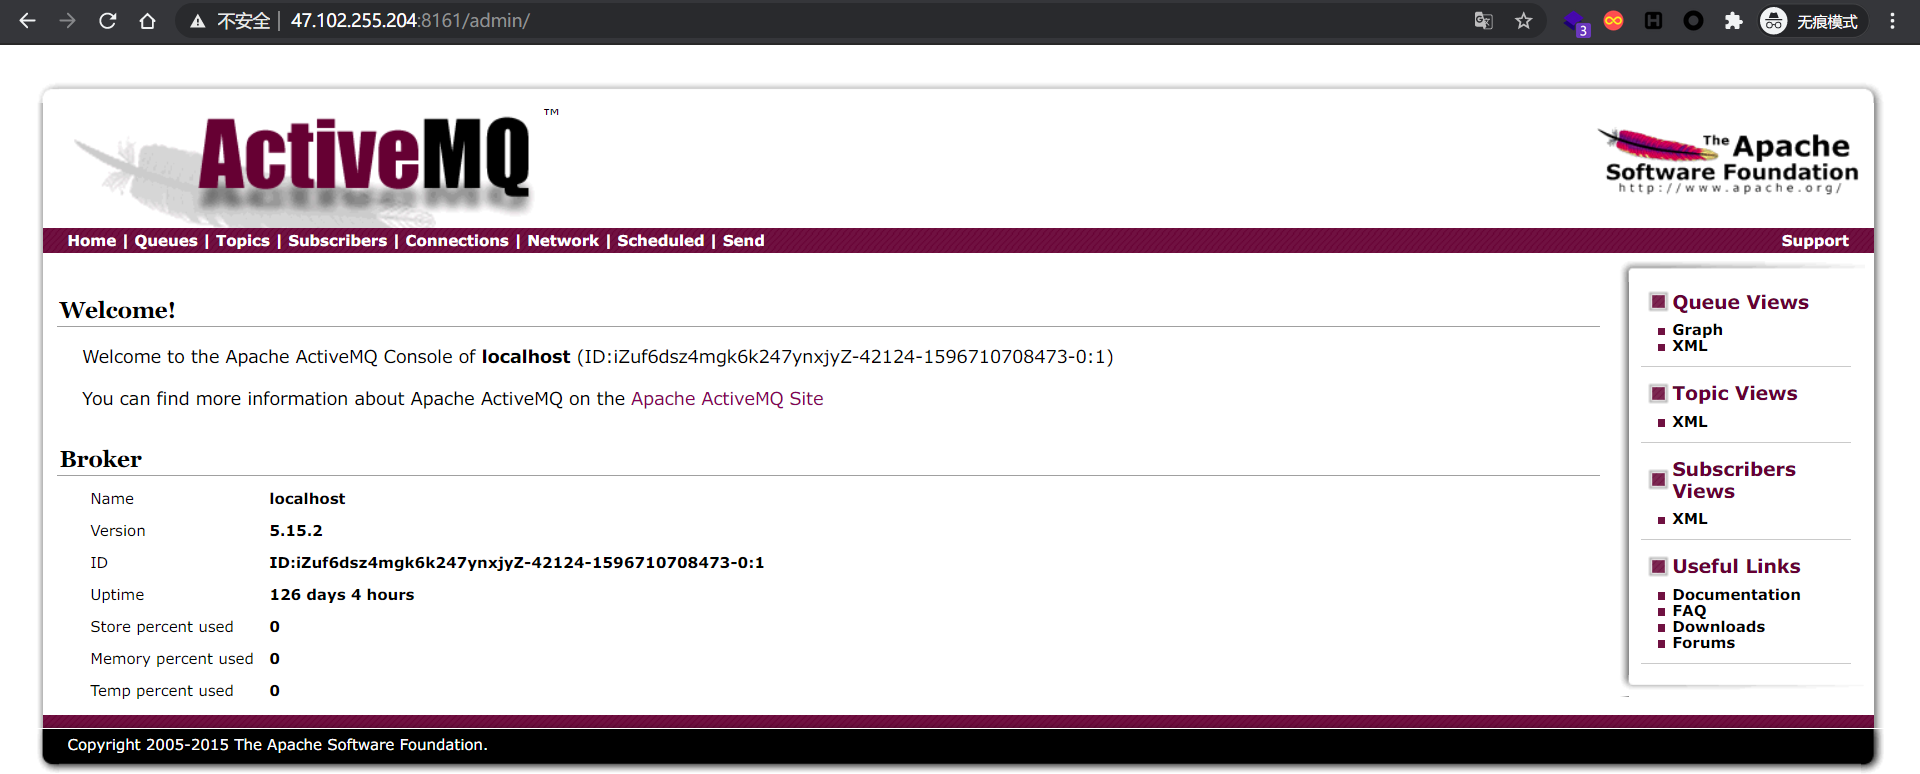 不安全 | 47.102.255.204:8161/admin/
3
无痕模式
ActiveMQ ™
The Apache
Software Foundation
http://www.apache.org/
Home | Queues | Topics | Subscribers | Connections | Network | Scheduled | Send
Support
Welcome!
Welcome to the Apache ActiveMQ Console of localhost (ID:iZuf6dsz4mgk6k247ynxjyZ-42124-1596710708473-0:1)
You can find more information about Apache ActiveMQ on the Apache ActiveMQ Site
Broker
Name localhost
Version 5.15.2
ID ID:iZuf6dsz4mgk6k247ynxjyZ-42124-1596710708473-0:1
Uptime 126 days 4 hours
Store percent used 0
Memory percent used 0
Temp percent used 0
Queue Views
Graph
XML
Topic Views
XML
Subscribers
Views
XML
Useful Links
Documentation
FAQ
Downloads
Forums
Copyright 2005-2015 The Apache Software Foundation.